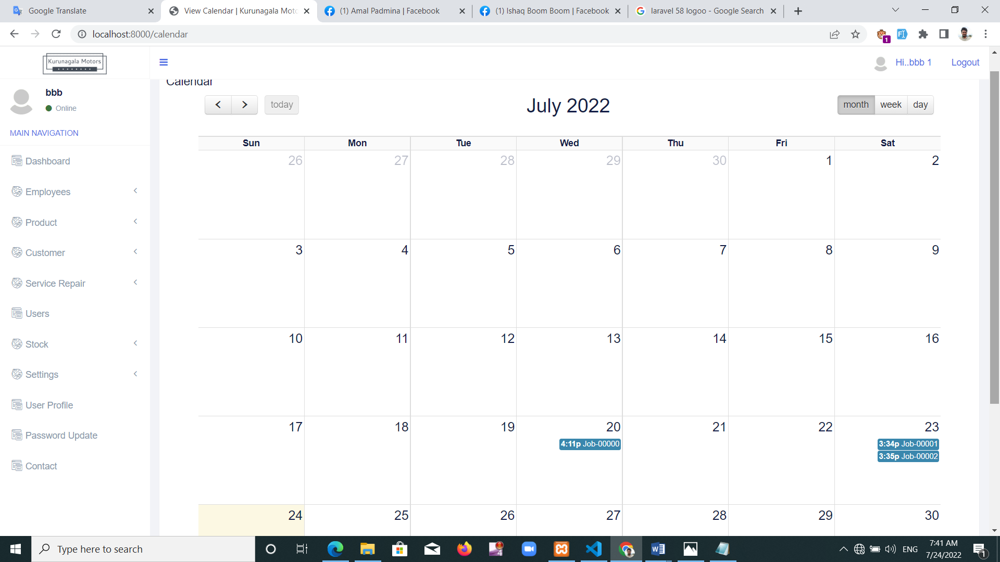 Google Translate
View Calendar | Kurunagala Moto
(1) Amal Padmina | Facebook
(1) Ishaq Boom Boom | Facebook
laravel 58 logoo - Google Search
localhost:8000/calendar
1
Kurunagala Motors
Hi..bbb 1
Logout
bbb
Online
MAIN NAVIGATION
Dashboard
Employees
Product
Customer
Service Repair
Users
Stock
Settings
User Profile
Password Update
Contact
Calendar
today
July 2022
month week day
Sun Mon Tue Wed Thu Fri Sat
26 27 28 29 30 1 2
3 4 5 6 7 8 9
10 11 12 13 14 15 16
17 18 19 20 21 22 23
4:11p Job-00000
3:34p Job-00001
3:35p Job-00002
24 25 26 27 28 29 30
Type here to search
4
ENG
7:41 AM
7/24/2022
1